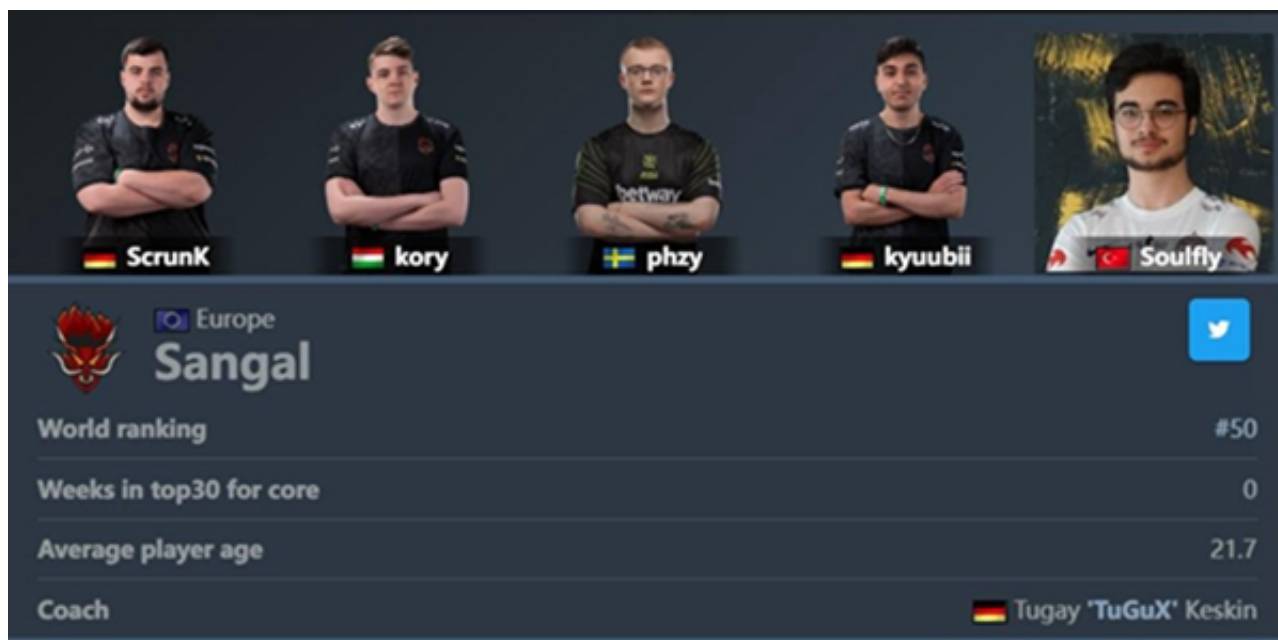 betway
ScrunK kory phzy kyuubii Soulfly
Europe
Sangal
World ranking #50
Weeks in top30 for core 0
Average player age 21.7
Coach Tugay 'TuGuX' Keskin